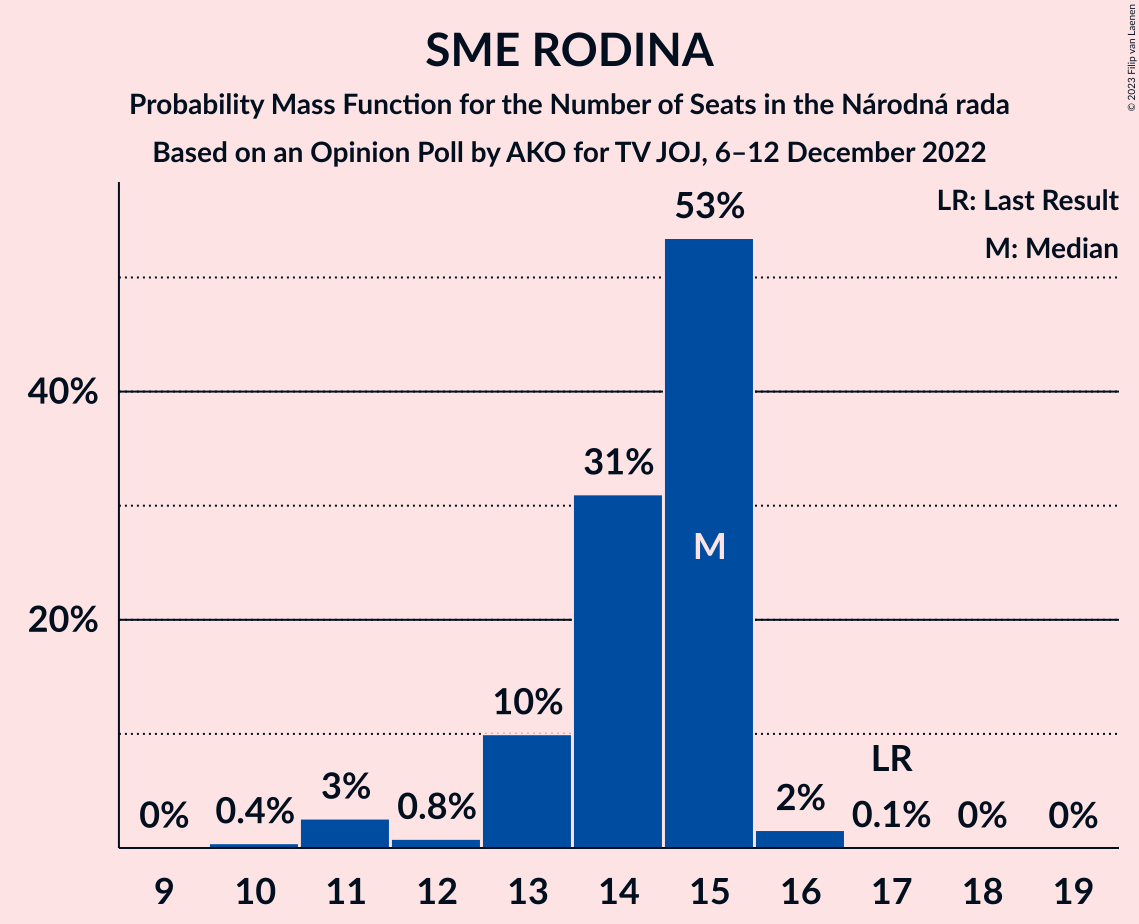 SME RODINA
Probability Mass Function for the Number of Seats in the Národná rada
Based on an Opinion Poll by AKO for TV JOJ, 6–12 December 2022
© 2023 Filip van Laenen
LR: Last Result
M: Median
53%
40%
31%
M
20%
10%
LR
0%
0.4%
3%
0.8%
2%
0.1%
0%
0%
9 10 11 12 13 14 15 16 17 18 19